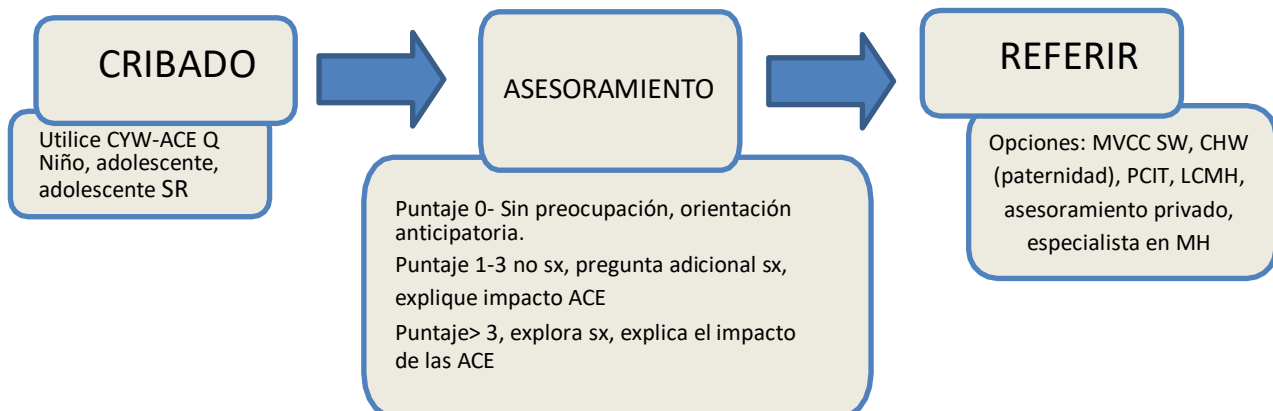 CRIBADO
Utilice CYW-ACE Q
Niño, adolescente,
adolescente SR
ASESORAMIENTO
Puntaje 0- Sin preocupación, orientación
anticipatoria.
Puntaje 1-3 no sx, pregunta adicional sx,
explique impacto ACE
Puntaje> 3, explora sx, explica el impacto
de las ACE
REFERIR
Opciones: MVCC SW, CHW
(paternidad), PCIT, LCMH,
asesoramiento privado,
especialista en MH